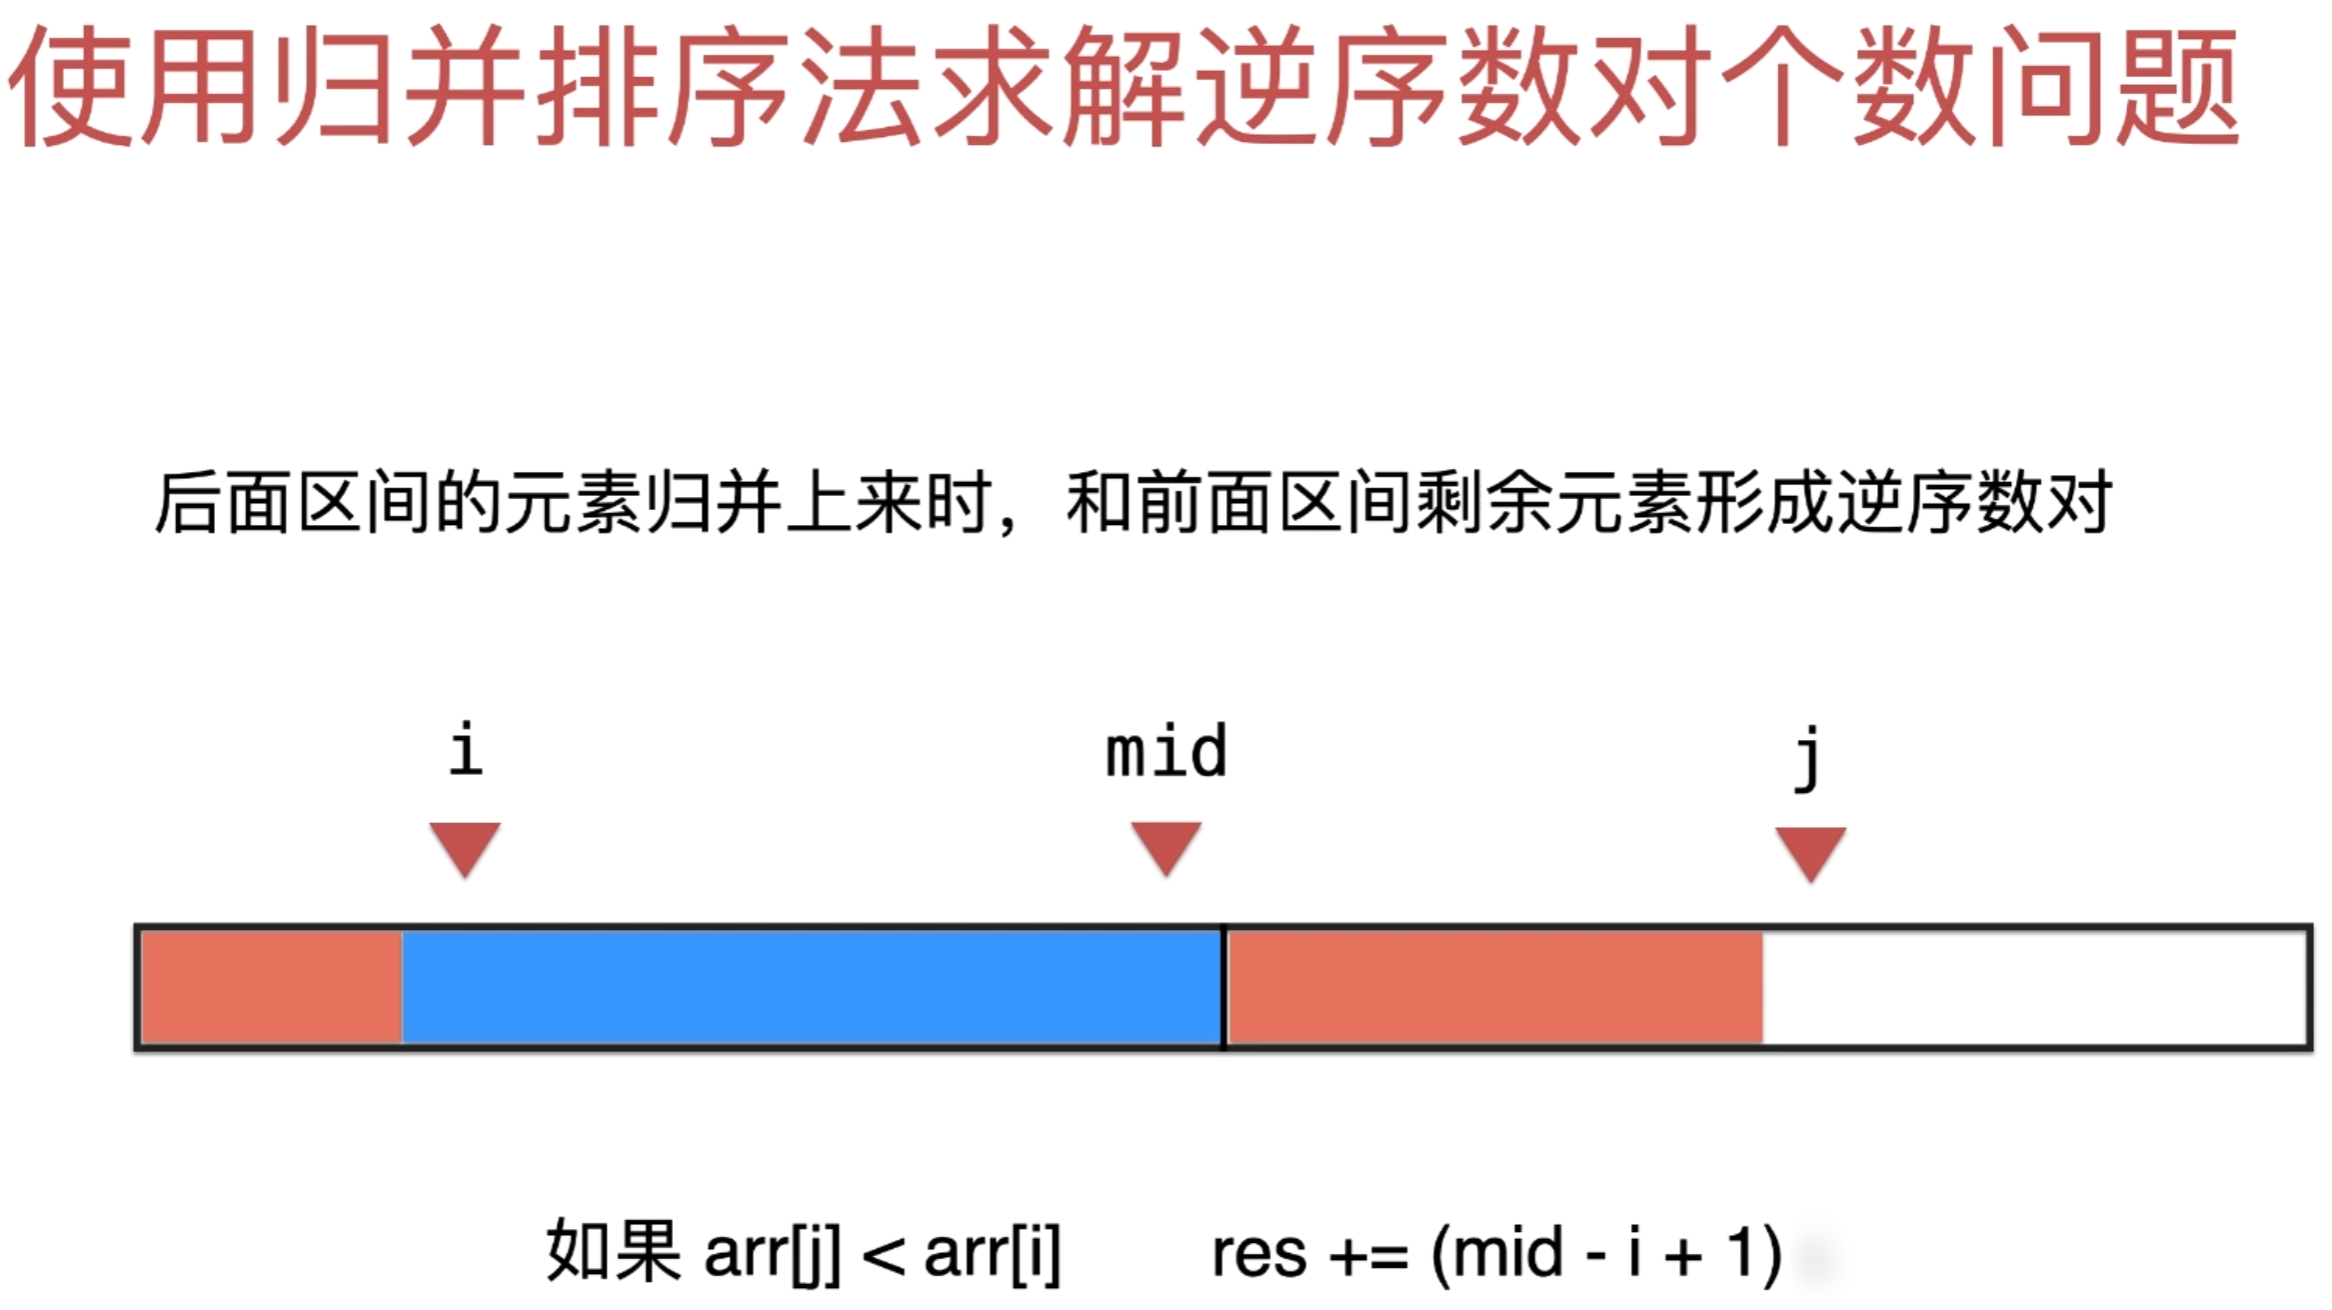 使用归并排序法求解逆序数对个数问题
后面区间的元素归并上来时，和前面区间剩余元素形成逆序数对
i mid j
如果 arr[j] < arr[i] res += (mid - i + 1)